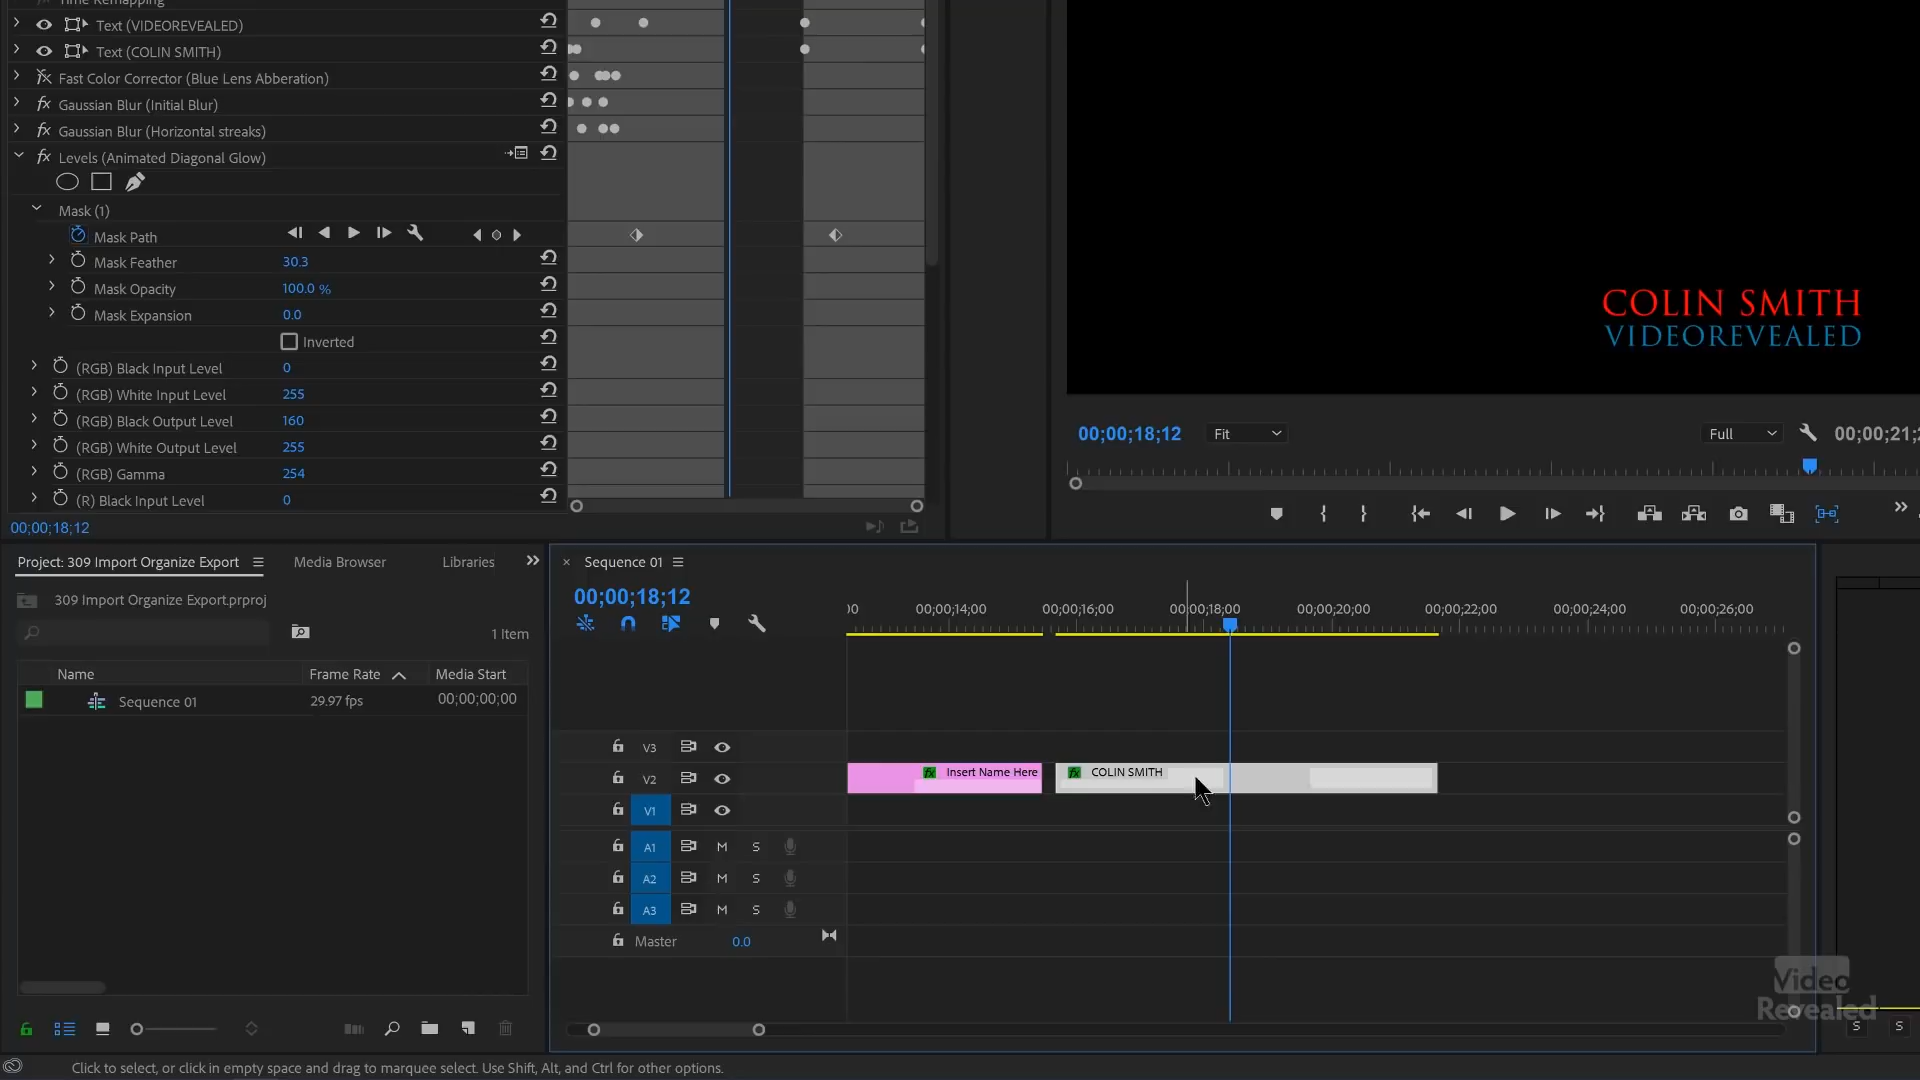 Time Remapping
Text (VIDEOREVEALED)
Text (COLIN SMITH)
fx Fast Color Corrector (Blue Lens Abberation)
fx Gaussian Blur (Initial Blur)
fx Gaussian Blur (Horizontal streaks)
fx Levels (Animated Diagonal Glow)
Mask (1)
Mask Path
Mask Feather 30.3
Mask Opacity 100.0 %
Mask Expansion 0.0
Inverted
(RGB) Black Input Level 0
(RGB) White Input Level 255
(RGB) Black Output Level 160
(RGB) White Output Level 255
(RGB) Gamma 254
(R) Black Input Level 0
00;00;18;12
COLIN SMITH
VIDEOREVEALED
00;00;18;12 Fit Full 00;00;21;2
Project: 309 Import Organize Export Media Browser Libraries
309 Import Organize Export.prproj
1 Item
Name Frame Rate Media Start
Sequence 01 29.97 fps 00;00;00;00
× Sequence 01
00;00;18;12
00 00;00;14;00 00;00;16;00 00;00;18;00 00;00;20;00 00;00;22;00 00;00;24;00 00;00;26;00
V3
V2 fx Insert Name Here fx COLIN SMITH
V1
A1 M S
A2 M S
A3 M S
Master 0.0
Video
Revealed
S S
Click to select, or click in empty space and drag to marquee select. Use Shift, Alt, and Ctrl for other options.